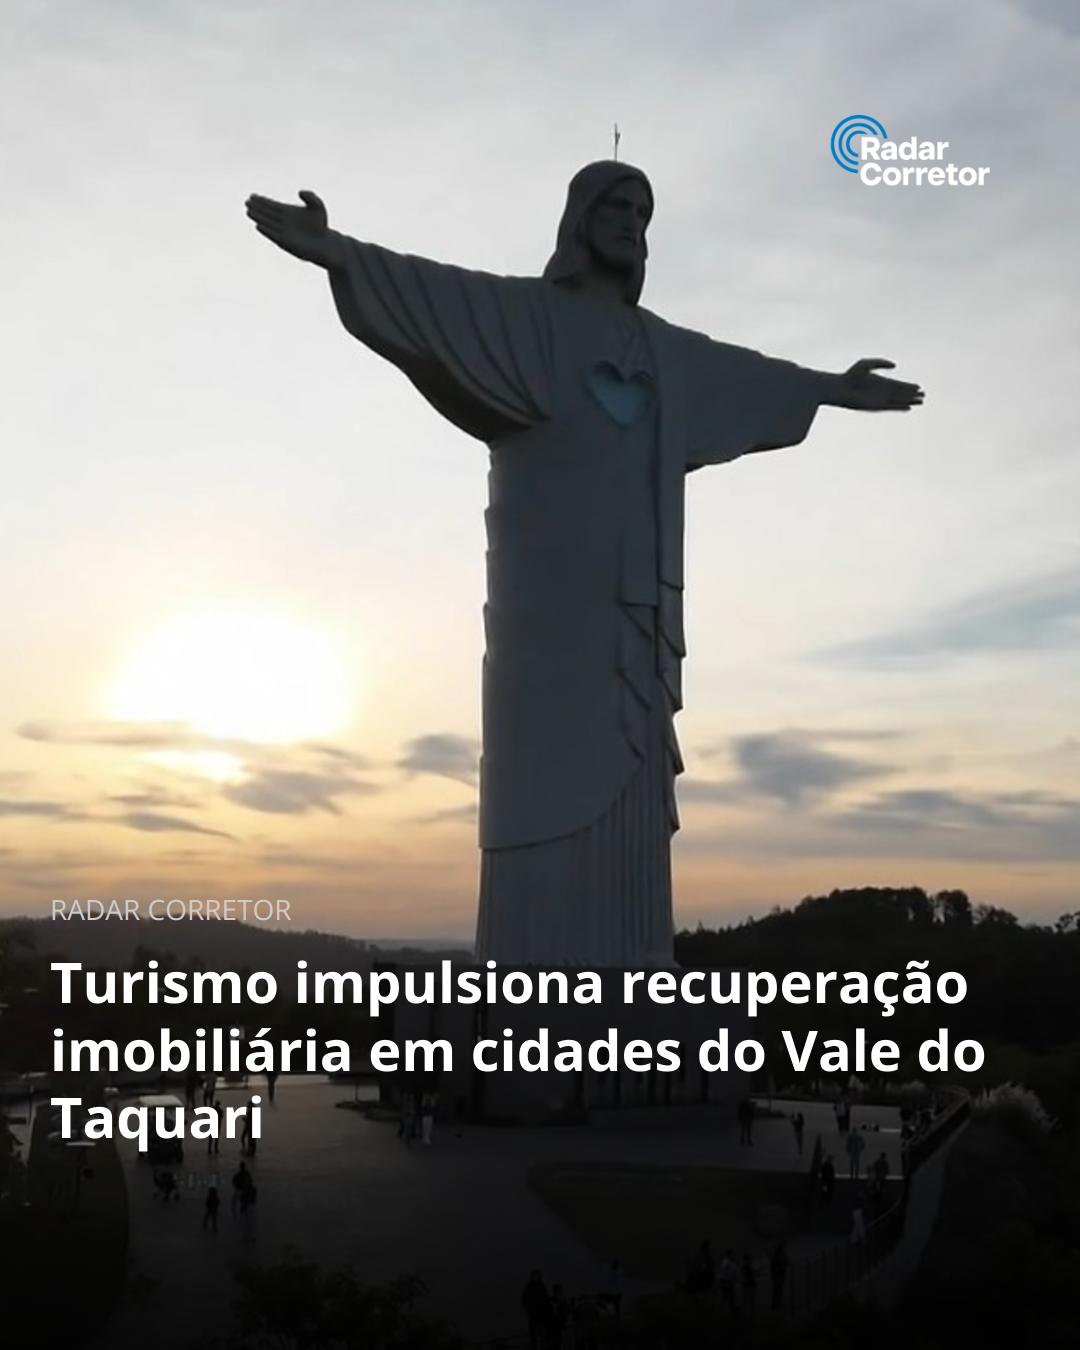 Radar
Corretor
RADAR CORRETOR
Turismo impulsiona recuperação
imobiliária em cidades do Vale do
Taquari